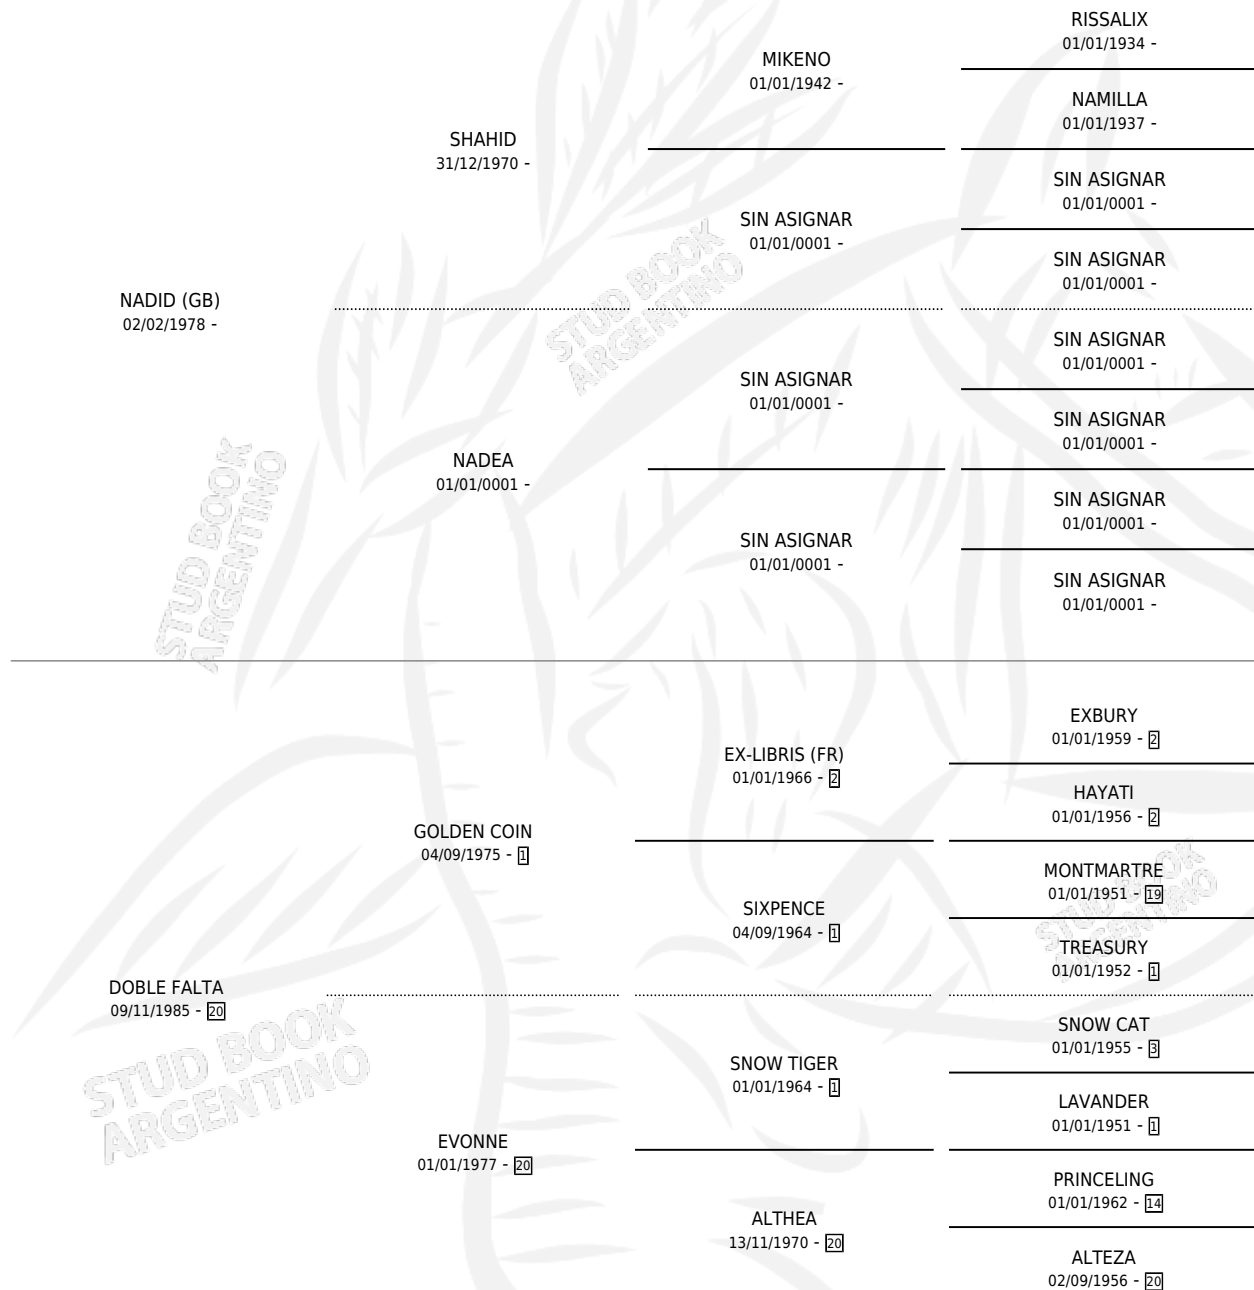 RISSALIX
01/01/1934 -
MIKENO
01/01/1942 -
NAMILLA
01/01/1937 -
SHAHID
31/12/1970 -
SIN ASIGNAR
01/01/0001 -
SIN ASIGNAR
01/01/0001 -
SIN ASIGNAR
01/01/0001 -
NADID (GB)
02/02/1978 -
SIN ASIGNAR
01/01/0001 -
SIN ASIGNAR
01/01/0001 -
SIN ASIGNAR
01/01/0001 -
NADEA
01/01/0001 -
SIN ASIGNAR
01/01/0001 -
SIN ASIGNAR
01/01/0001 -
SIN ASIGNAR
01/01/0001 -
STUD BOOK
ARGENTINO
STUD BOOK
ARGENTINO
EXBURY
01/01/1959 - 2
EX-LIBRIS (FR)
01/01/1966 - 2
HAYATI
01/01/1956 - 2
GOLDEN COIN
04/09/1975 - 1
MONTMARTRE
01/01/1951 - 19
SIXPENCE
04/09/1964 - 1
TREASURY
01/01/1952 - 1
STUD BOOK
ARGENTINO
DOBLE FALTA
09/11/1985 - 20
SNOW CAT
01/01/1955 - 3
SNOW TIGER
01/01/1964 - 1
LAVANDER
01/01/1951 - 1
EVONNE
01/01/1977 - 20
PRINCELING
01/01/1962 - 14
ALTHEA
13/11/1970 - 20
ALTEZA
02/09/1956 - 20
STUD BOOK
ARGENTINO